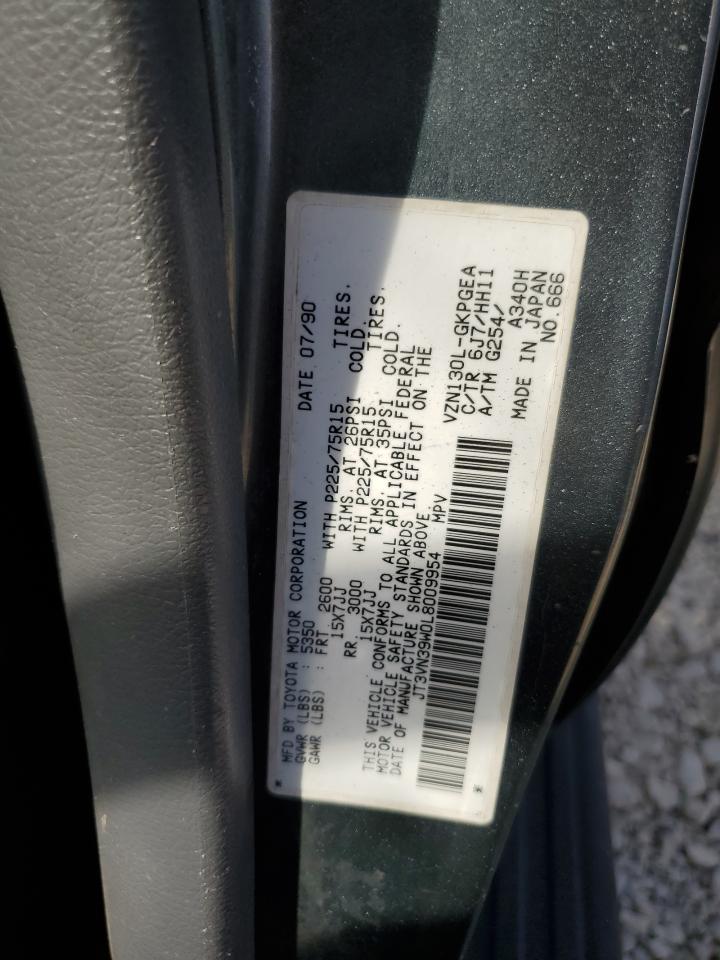 MFD BY TOYOTA MOTOR CORPORATION DATE 07/90
GVWR (LBS) : 5350
GAWR (LBS) : FRT 2600 WITH P225/75R15 TIRES,
15X7JJ RIMS, AT 26PSI COLD.
RR 3000 WITH P225/75R15 TIRES,
15X7JJ RIMS, AT 35PSI COLD.
THIS VEHICLE CONFORMS TO ALL APPLICABLE FEDERAL
MOTOR VEHICLE SAFETY STANDARDS IN EFFECT ON THE
DATE OF MANUFACTURE SHOWN ABOVE.
JT3VN39W0L8009954 MPV
VZN130L-GKPGEA
C/TR 6J7/HH11
A/TM G254/ A340H
MADE IN JAPAN
NO.666